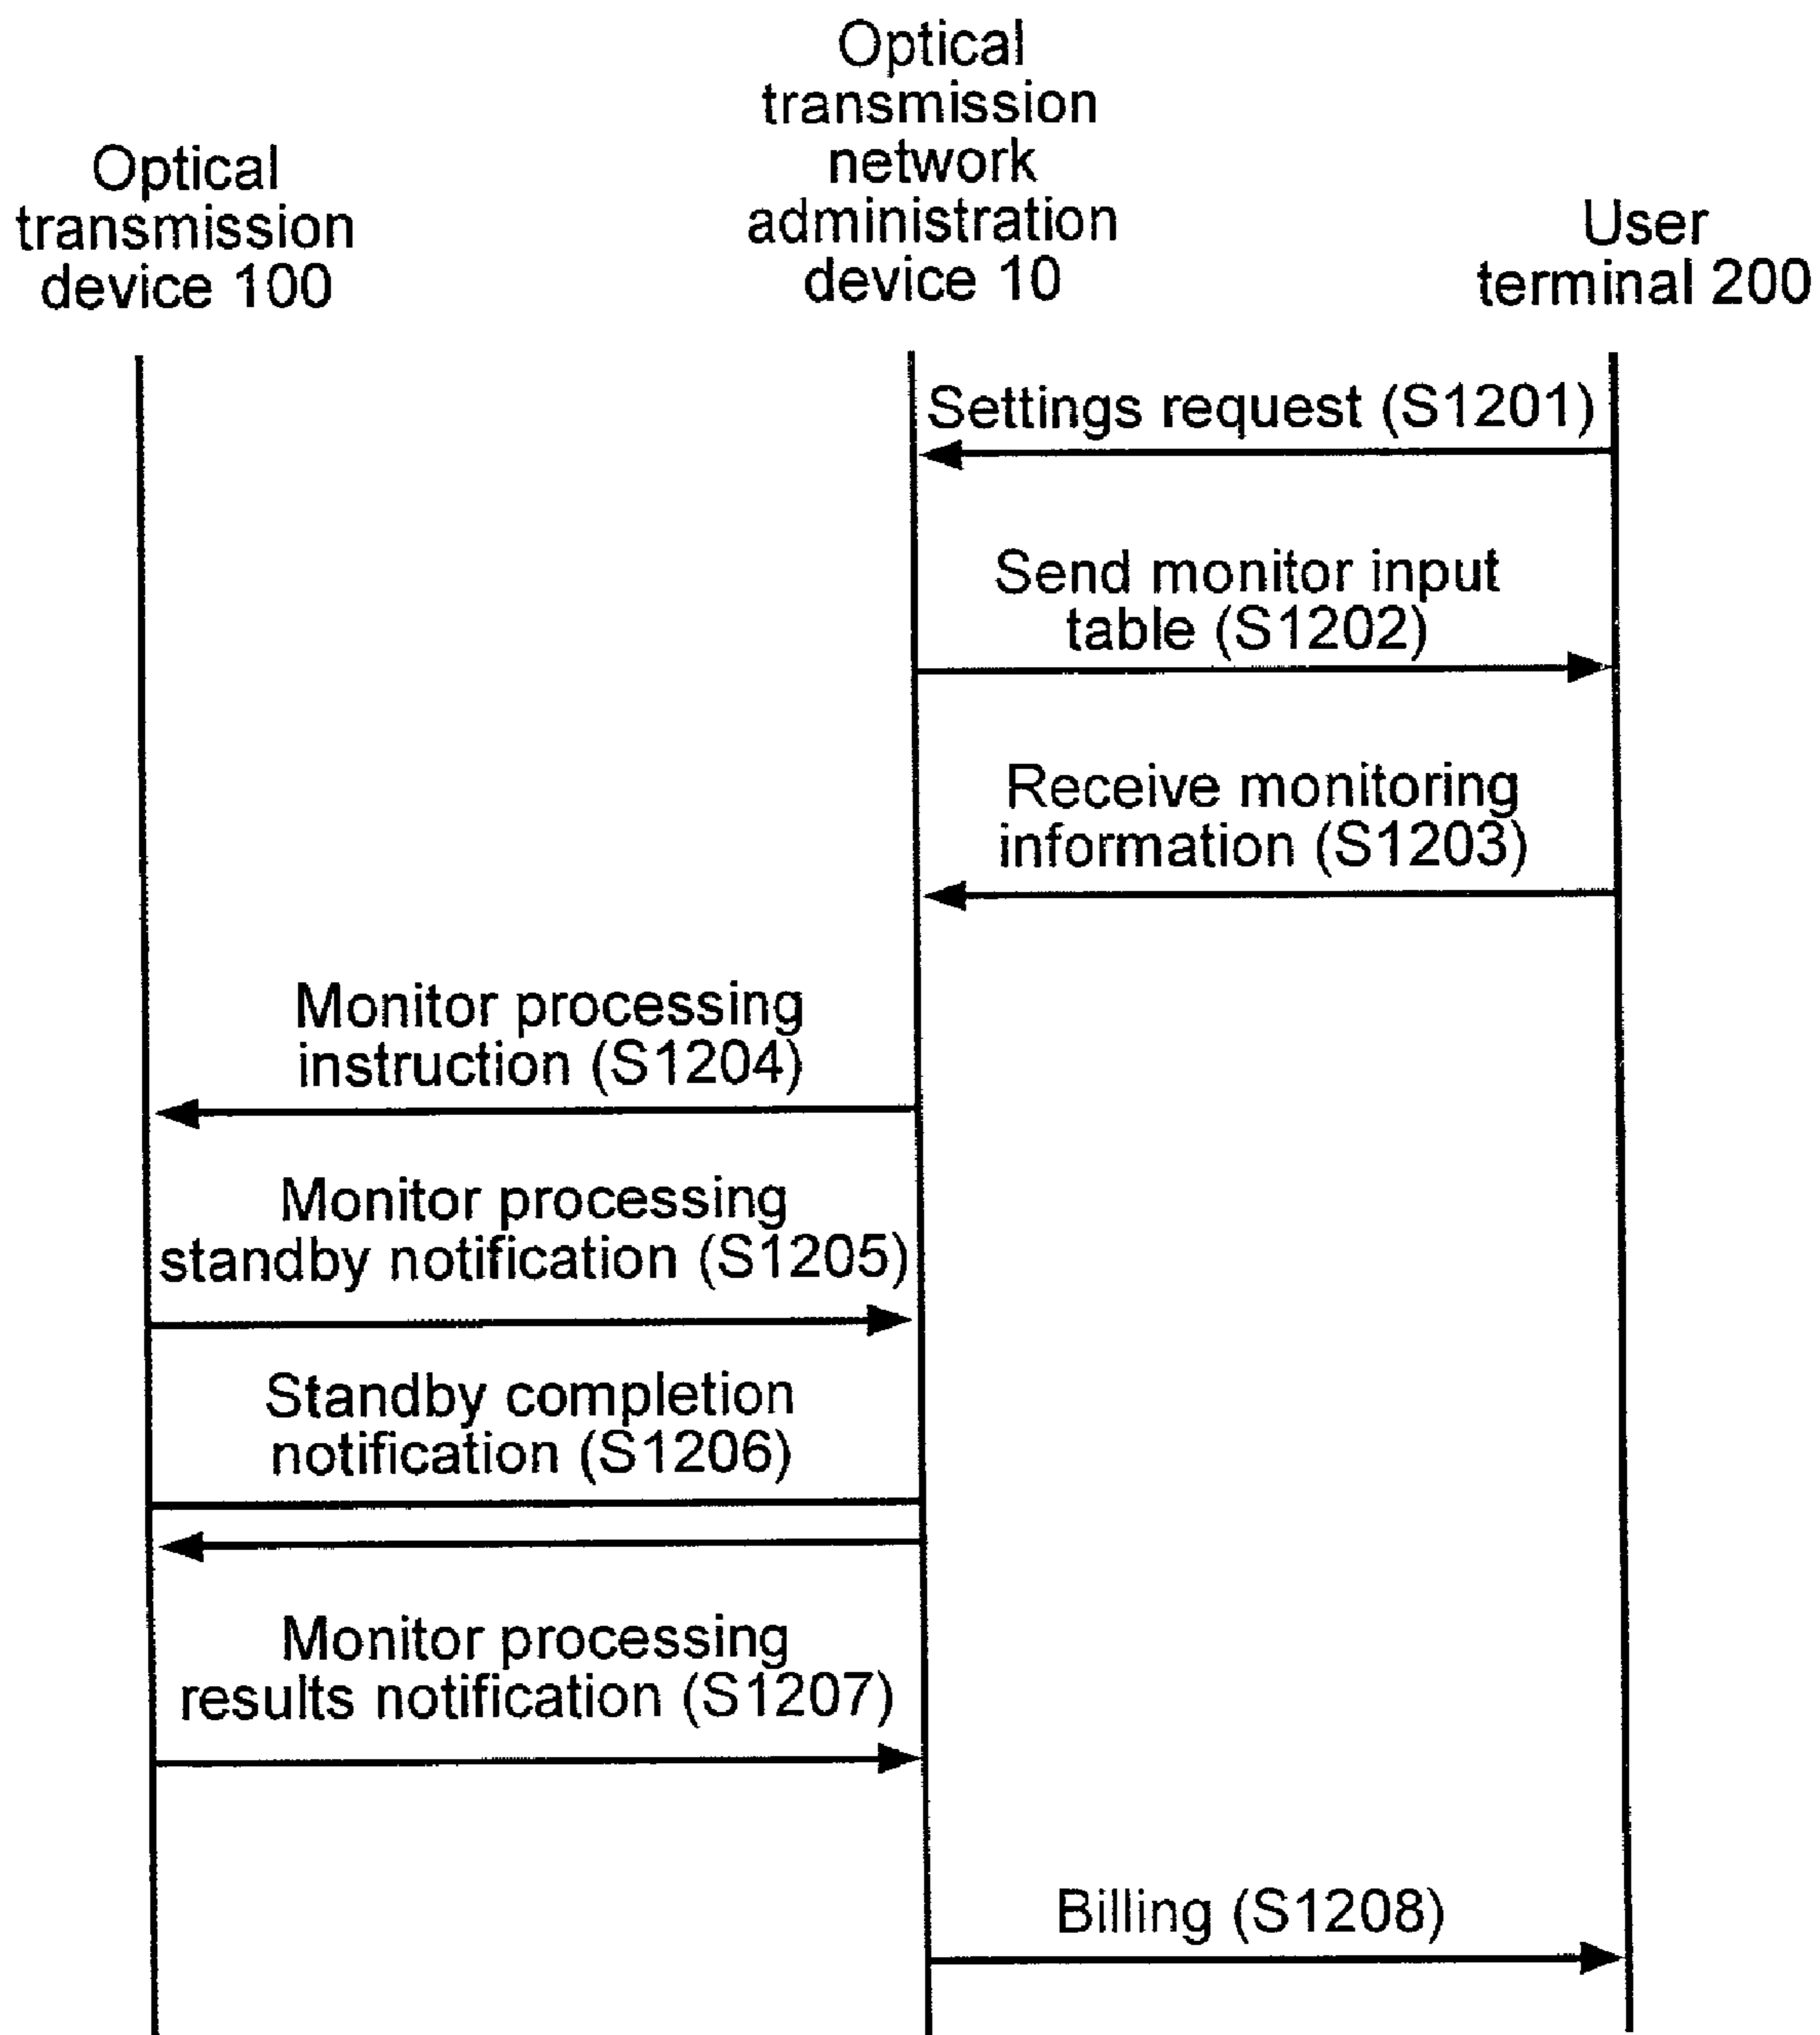 Optical
transmission
device 100
Optical
transmission
network
administration
device 10
User
terminal 200
Settings request (S1201)
Send monitor input
table (S1202)
Receive monitoring
information (S1203)
Monitor processing
instruction (S1204)
Monitor processing
standby notification (S1205)
Standby completion
notification (S1206)
Monitor processing
results notification (S1207)
Billing (S1208)